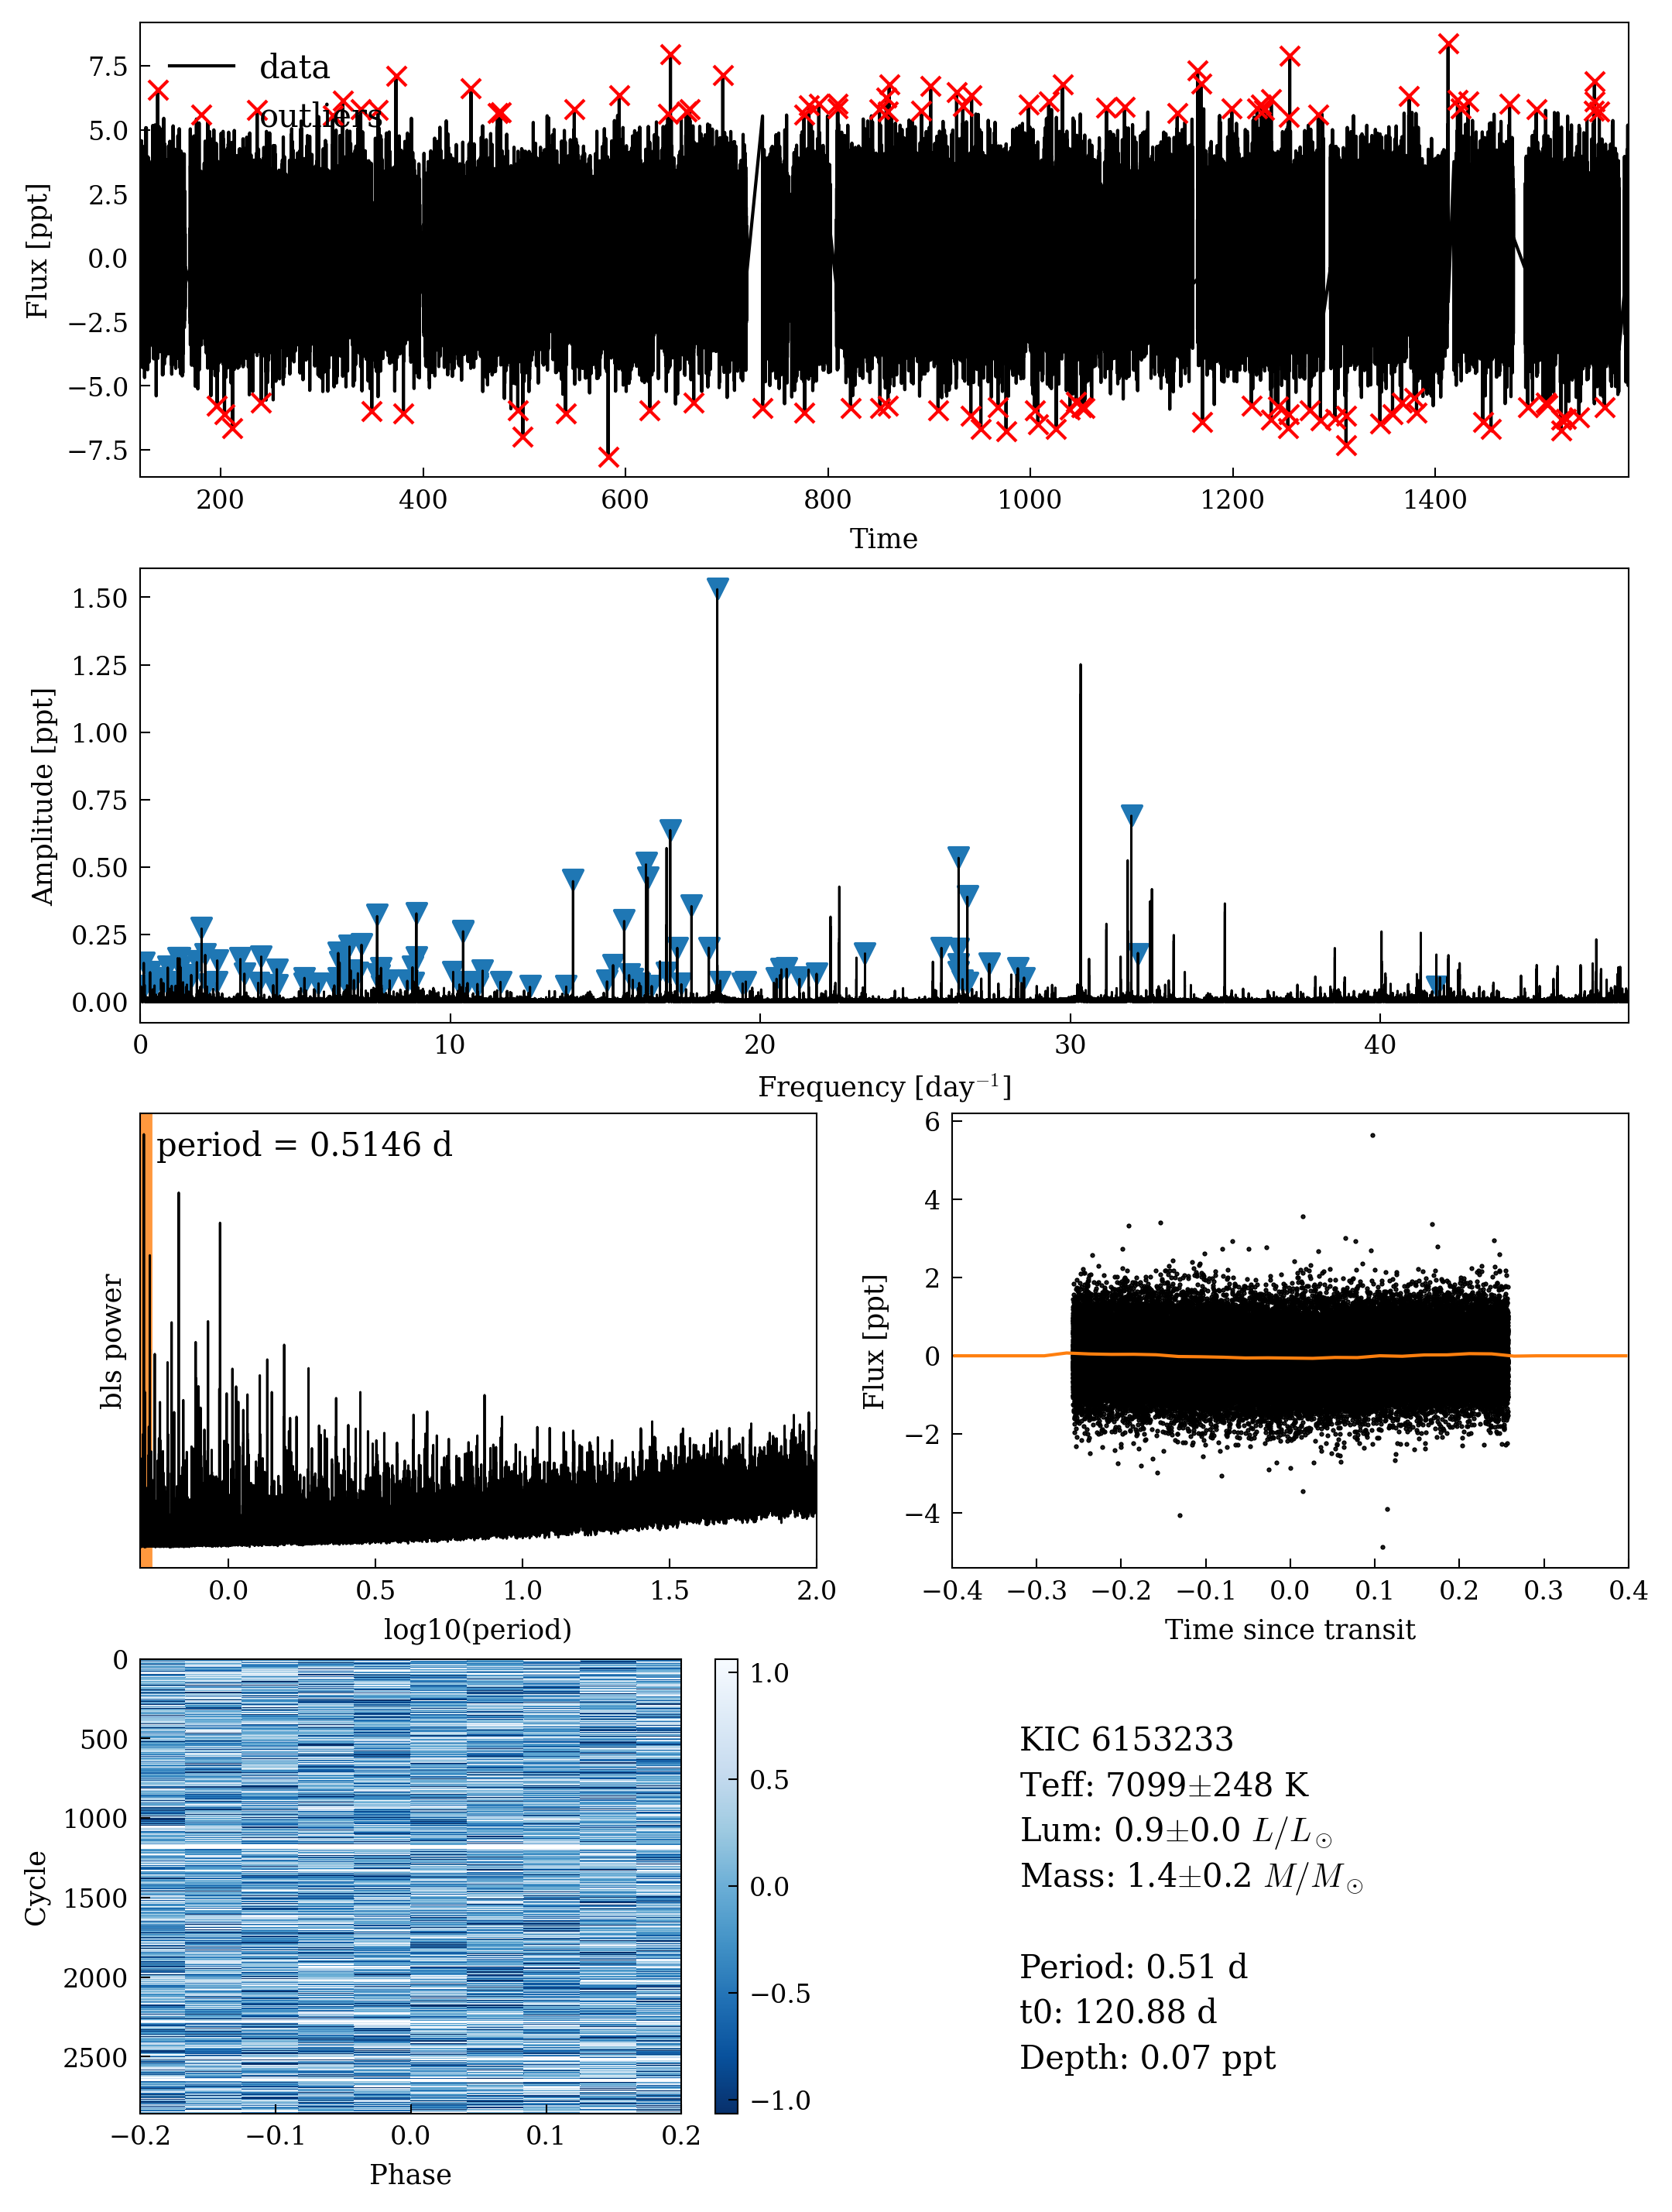 data
outliers
7.5
5.0
2.5
0.0
−2.5
−5.0
−7.5
Flux [ppt]
200 400 600 800 1000 1200 1400
Time
1.50
1.25
1.00
0.75
0.50
0.25
0.00
Amplitude [ppt]
0 10 20 30 40
Frequency [day⁻¹]
period = 0.5146 d
bls power
0.0 0.5 1.0 1.5 2.0
log10(period)
6
4
2
0
−2
−4
Flux [ppt]
−0.4 −0.3 −0.2 −0.1 0.0 0.1 0.2 0.3 0.4
Time since transit
0
500
1000
1500
2000
2500
Cycle
−0.2 −0.1 0.0 0.1 0.2
Phase
1.0
0.5
0.0
−0.5
−1.0
KIC 6153233
Teff: 7099±248 K
Lum: 0.9±0.0 L/L☉
Mass: 1.4±0.2 M/M☉
Period: 0.51 d
t0: 120.88 d
Depth: 0.07 ppt